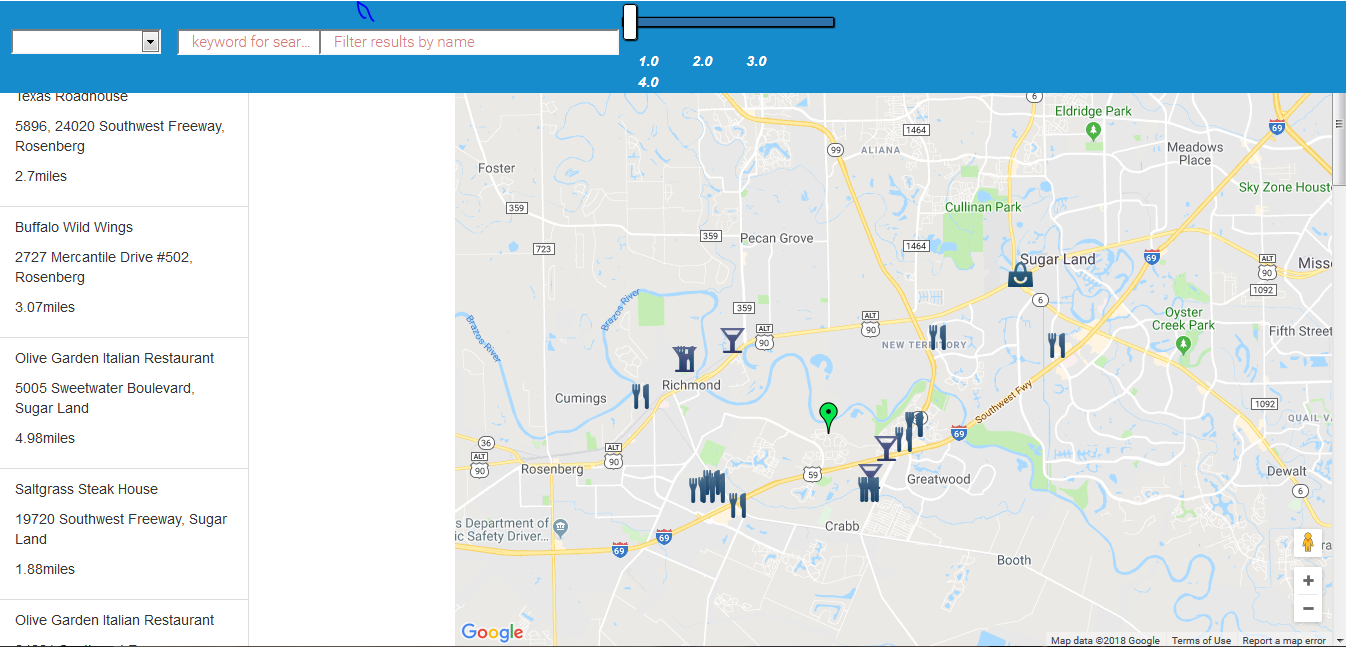 keyword for sear...
Filter results by name
1.0 2.0 3.0
4.0
Texas Roadhouse
5896, 24020 Southwest Freeway,
Rosenberg
2.7miles
Buffalo Wild Wings
2727 Mercantile Drive #502,
Rosenberg
3.07miles
Olive Garden Italian Restaurant
5005 Sweetwater Boulevard,
Sugar Land
4.98miles
Saltgrass Steak House
19720 Southwest Freeway, Sugar
Land
1.88miles
Olive Garden Italian Restaurant
6
Eldridge Park
1464
69
99
ALIANA
Meadows
Place
Foster
Sky Zone Houst
359
Cullinan Park
723
359
Pecan Grove
1464
69
Sugar Land
ALT
90
Misso
1092
6
Brazos River
Brazos River
359
ALT
90
ALT
90
Oyster
Creek Park
Fifth Street
NEW TERRITORY
Richmond
Cumings
Southwest Fwy
1092
QUAIL V
69
36
ALT
90
ALT
90
Rosenberg
59
Greatwood
Dewalt
6
s Department of
ic Safety Driver...
Crabb
69
69
Booth
Google
Map data ©2018 Google
Terms of Use
Report a map error